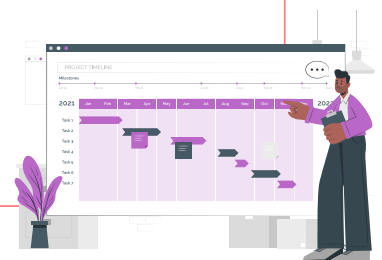 PROJECT TIMELINE
Milestones
2021 Jan Feb Mar Apr May Jun Jul Aug Sep Oct
Task 1
Task 2
Task 3
Task 4
Task 5
Task 6
Task 7